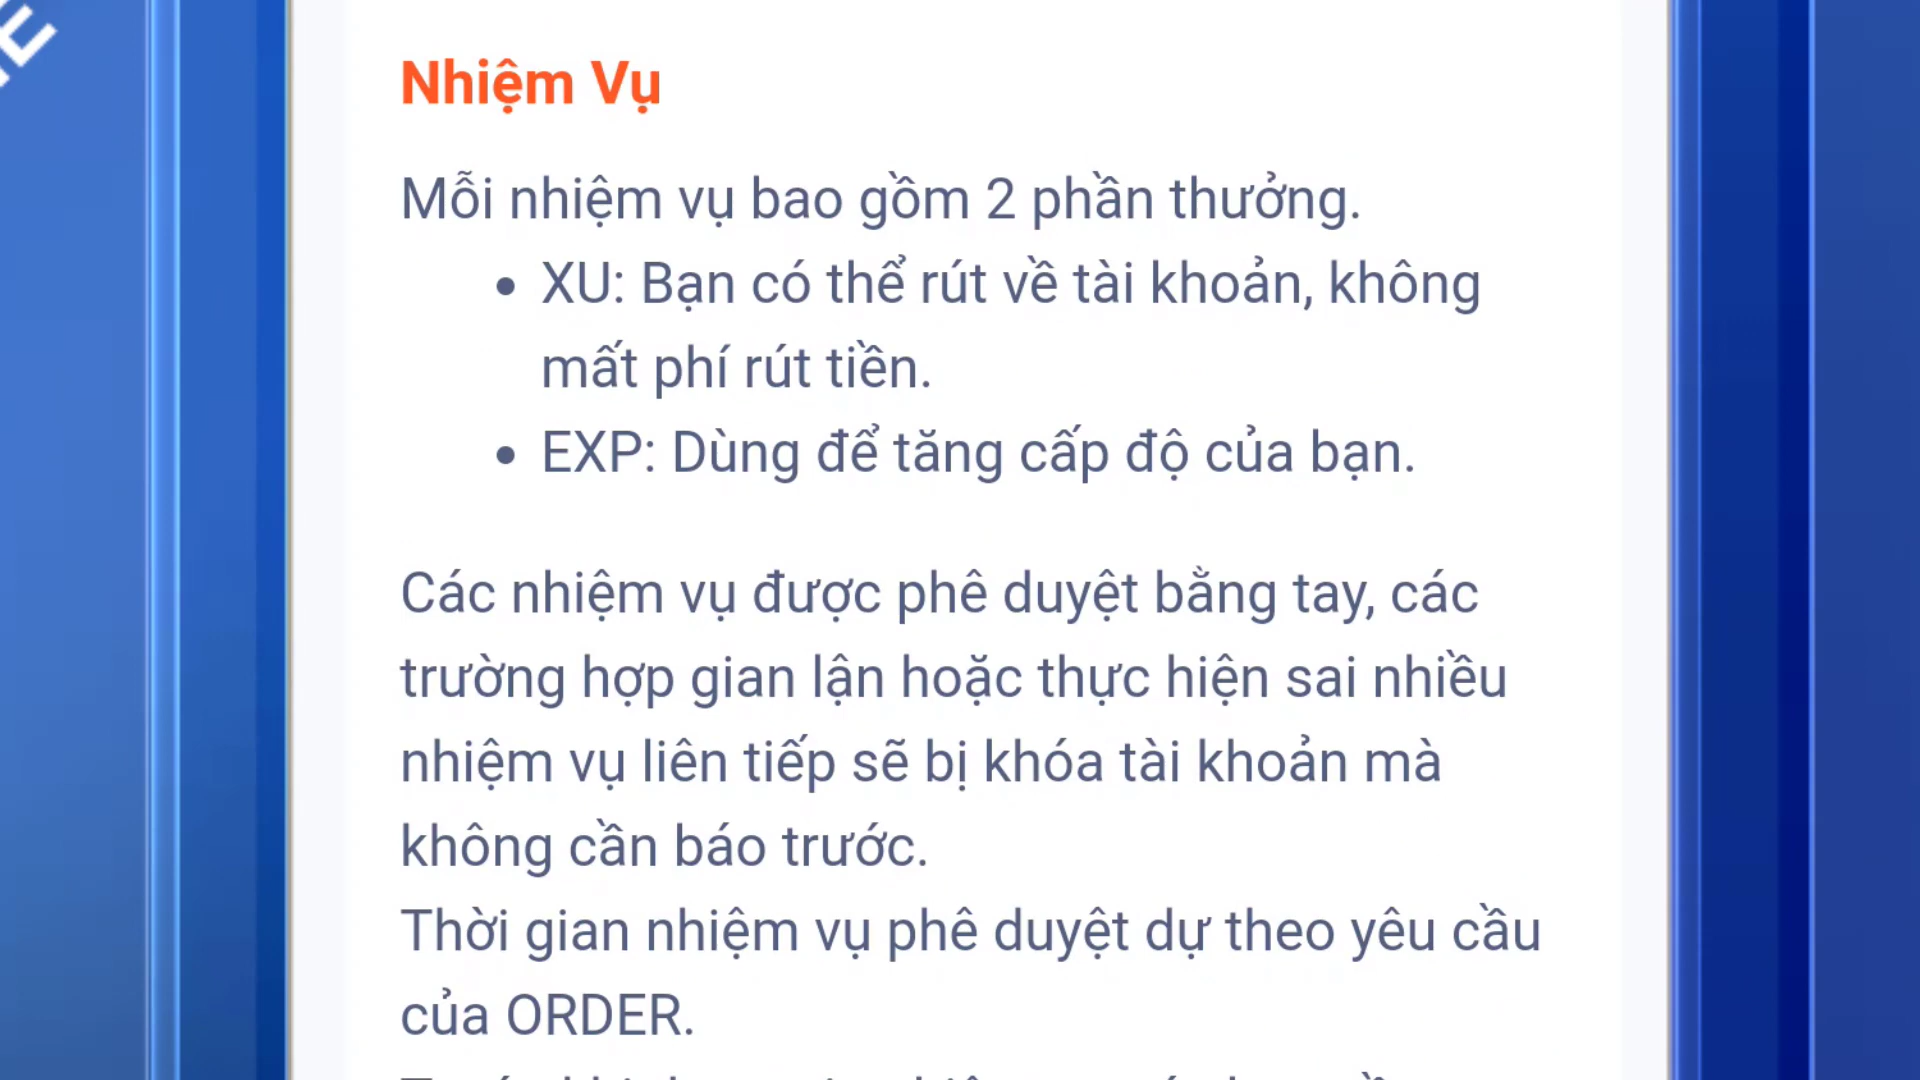 Nhiệm Vụ
Mỗi nhiệm vụ bao gồm 2 phần thưởng.
• XU: Bạn có thể rút về tài khoản, không
mất phí rút tiền.
• EXP: Dùng để tăng cấp độ của bạn.
Các nhiệm vụ được phê duyệt bằng tay, các
trường hợp gian lận hoặc thực hiện sai nhiều
nhiệm vụ liên tiếp sẽ bị khóa tài khoản mà
không cần báo trước.
Thời gian nhiệm vụ phê duyệt dự theo yêu cầu
của ORDER.